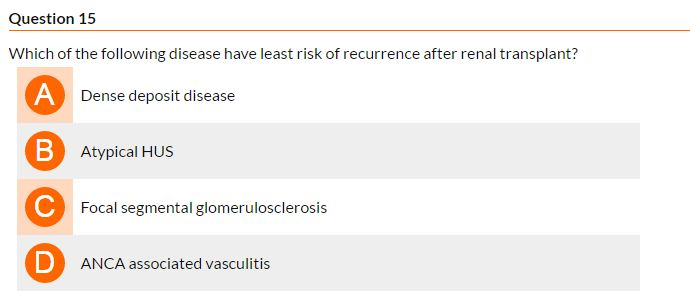 Question 15
Which of the following disease have least risk of recurrence after renal transplant?
A Dense deposit disease
B Atypical HUS
C Focal segmental glomerulosclerosis
D ANCA associated vasculitis